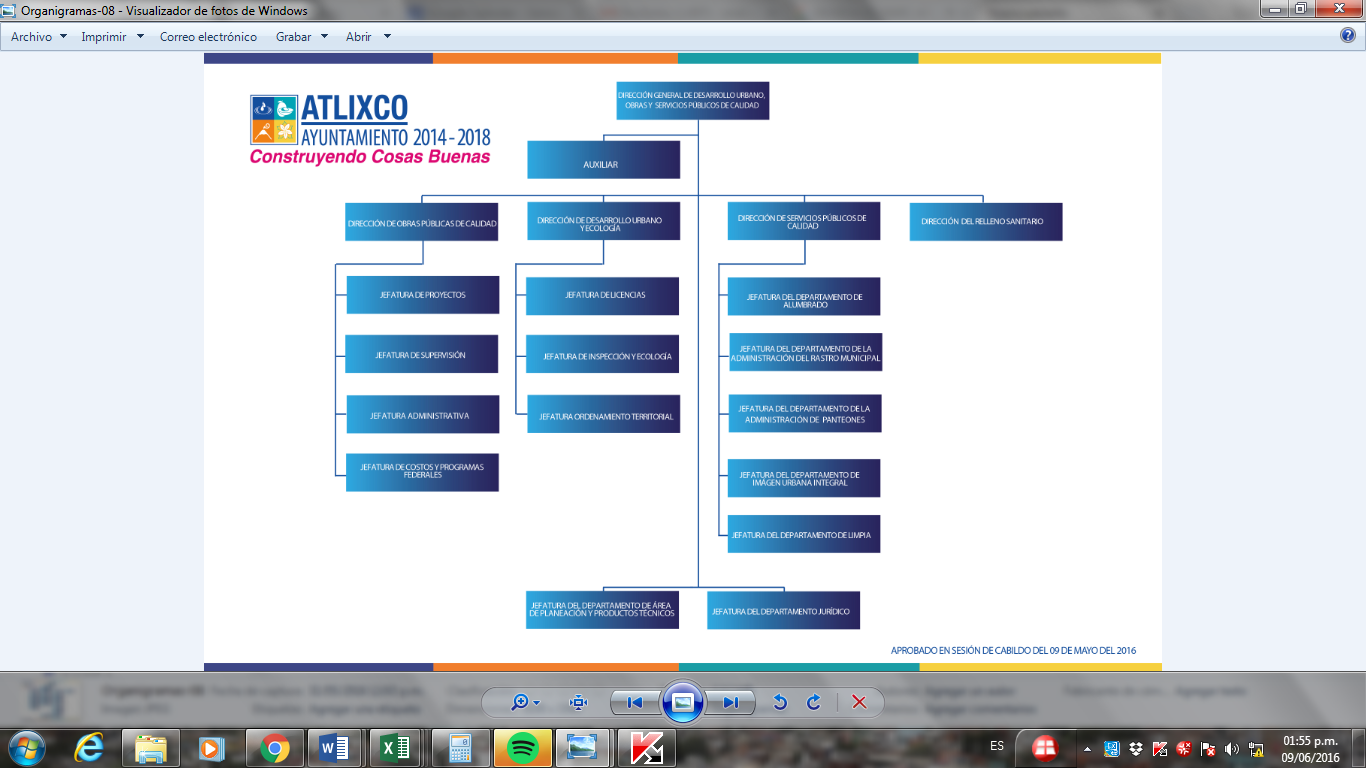 Organigramas-08 - Visualizador de fotos de Windows
Archivo Imprimir Correo electrónico Grabar Abrir
ATLIXCO
AYUNTAMIENTO 2014 - 2018
Construyendo Cosas Buenas
DIRECCIÓN GENERAL DE DESARROLLO URBANO,
OBRAS Y SERVICIOS PÚBLICOS DE CALIDAD
AUXILIAR
DIRECCIÓN DE OBRAS PÚBLICAS DE CALIDAD
DIRECCIÓN DE DESARROLLO URBANO
Y ECOLOGÍA
DIRECCIÓN DE SERVICIOS PÚBLICOS DE
CALIDAD
DIRECCIÓN DEL RELLENO SANITARIO
JEFATURA DE PROYECTOS
JEFATURA DE SUPERVISIÓN
JEFATURA ADMINISTRATIVA
JEFATURA DE COSTOS Y PROGRAMAS
FEDERALES
JEFATURA DE LICENCIAS
JEFATURA DE INSPECCIÓN Y ECOLOGÍA
JEFATURA ORDENAMIENTO TERRITORIAL
JEFATURA DEL DEPARTAMENTO DE
ALUMBRADO
JEFATURA DEL DEPARTAMENTO DE LA
ADMINISTRACIÓN DEL RASTRO MUNICIPAL
JEFATURA DEL DEPARTAMENTO DE LA
ADMINISTRACIÓN DE PANTEONES
JEFATURA DEL DEPARTAMENTO DE
IMÁGEN URBANA INTEGRAL
JEFATURA DEL DEPARTAMENTO DE LIMPIA
JEFATURA DEL DEPARTAMENTO DE ÁREA
DE PLANEACIÓN Y PRODUCTOS TÉCNICOS
JEFATURA DEL DEPARTAMENTO JURÍDICO
APROBADO EN SESIÓN DE CABILDO DEL 09 DE MAYO DEL 2016
Organigramas-08
ES
01:55 p.m.
09/06/2016